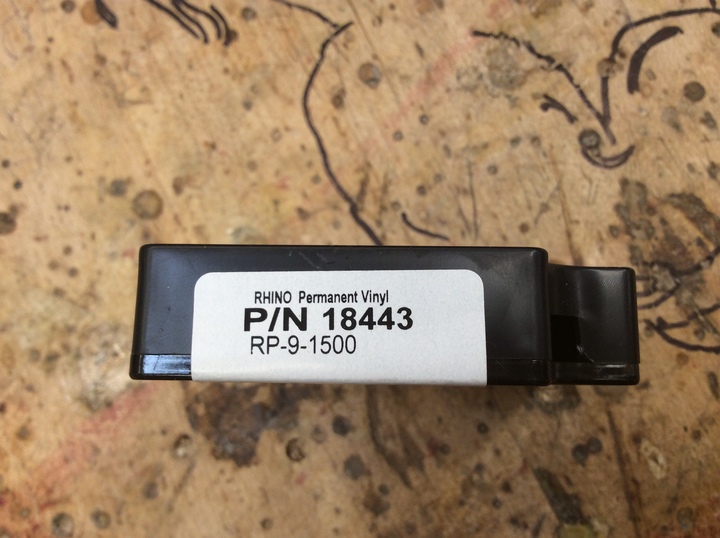 RHINO Permanent Vinyl
P/N 18443
RP-9-1500